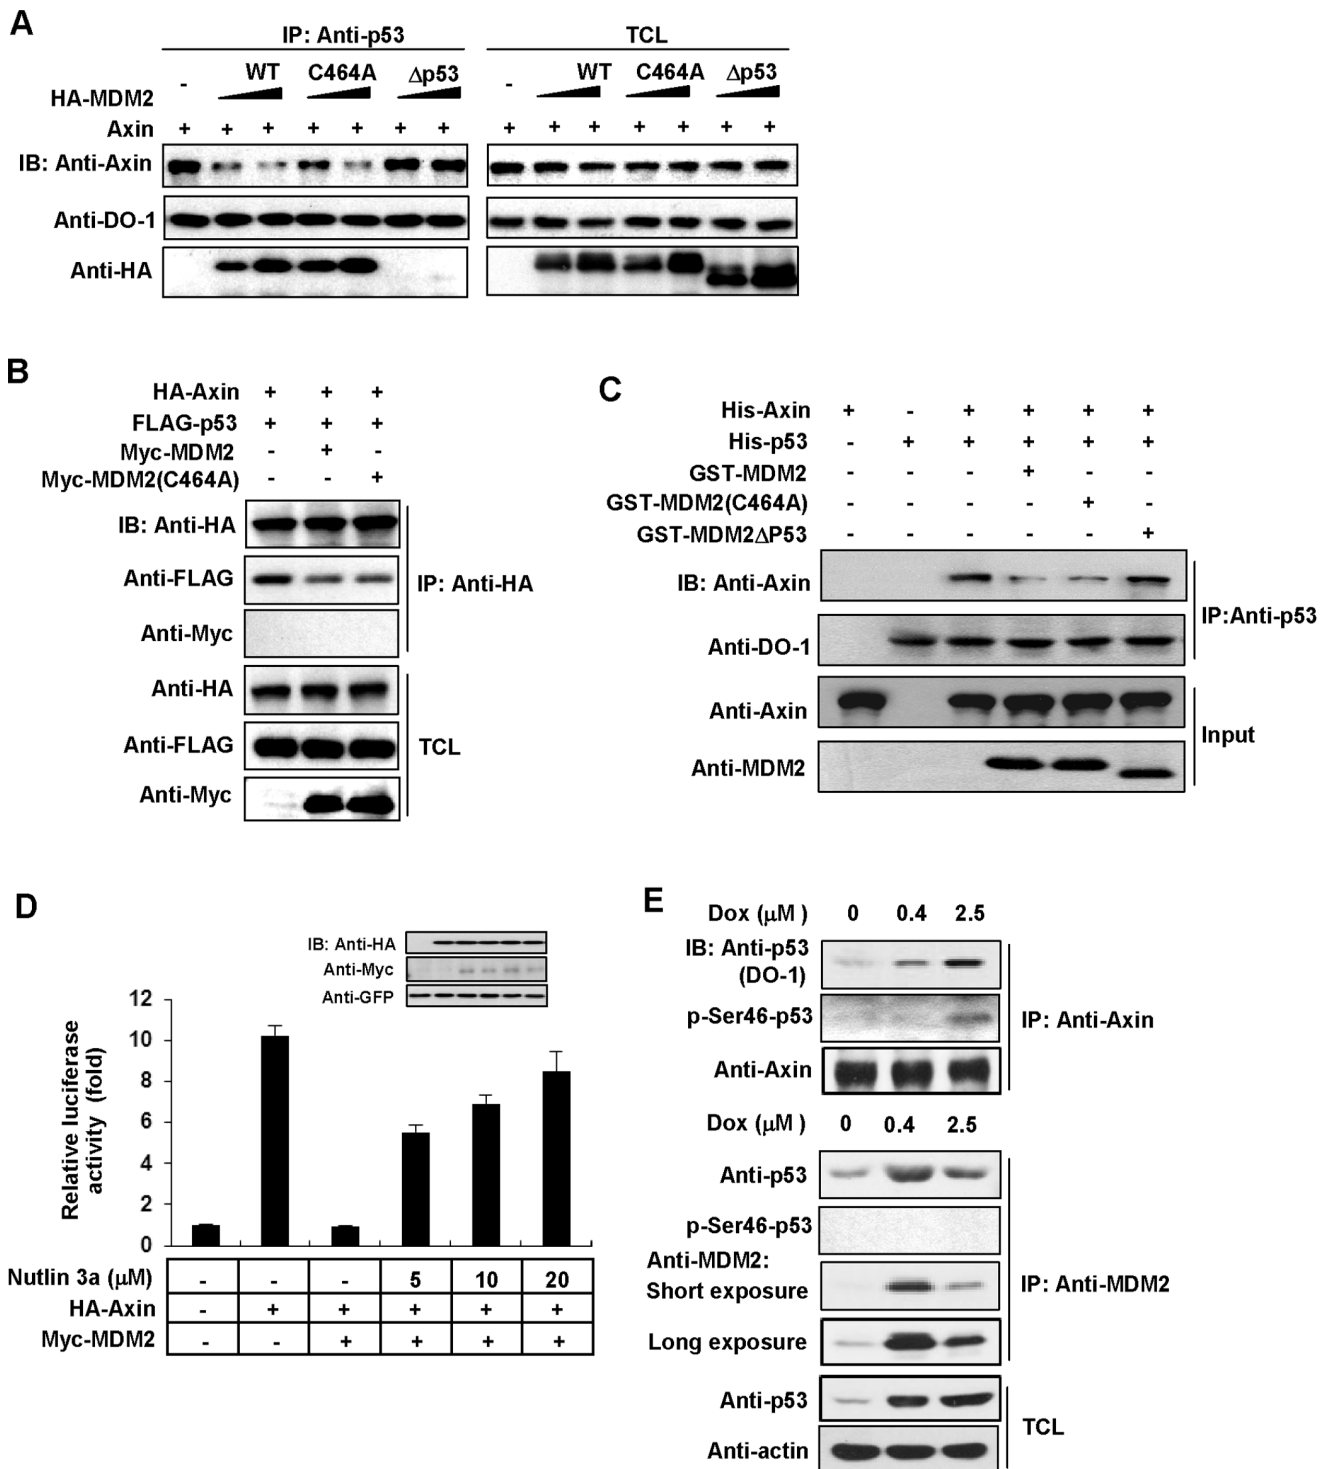 A
IP: Anti-p53 TCL
WT C464A Δp53 WT C464A Δp53
HA-MDM2 - -
Axin + + + + + + + + + + + + + +
IB: Anti-Axin
Anti-DO-1
Anti-HA
B
HA-Axin + + +
FLAG-p53 + + +
Myc-MDM2 - + -
Myc-MDM2(C464A) - - +
IB: Anti-HA
Anti-FLAG IP: Anti-HA
Anti-Myc
Anti-HA
Anti-FLAG TCL
Anti-Myc
C
His-Axin + - + + + +
His-p53 - + + + + +
GST-MDM2 - - - + - -
GST-MDM2(C464A) - - - - + -
GST-MDM2ΔP53 - - - - - +
IB: Anti-Axin
IP:Anti-p53
Anti-DO-1
Anti-Axin
Input
Anti-MDM2
D
IB: Anti-HA
Anti-Myc
Anti-GFP
Relative luciferase
activity (fold)
12
10
8
6
4
2
0
Nutlin 3a (μM) - - - 5 10 20
HA-Axin - + + + + +
Myc-MDM2 - - + + + +
E
Dox (μM ) 0 0.4 2.5
IB: Anti-p53
(DO-1)
p-Ser46-p53 IP: Anti-Axin
Anti-Axin
Dox (μM ) 0 0.4 2.5
Anti-p53
p-Ser46-p53
Anti-MDM2:
Short exposure IP: Anti-MDM2
Long exposure
Anti-p53
TCL
Anti-actin